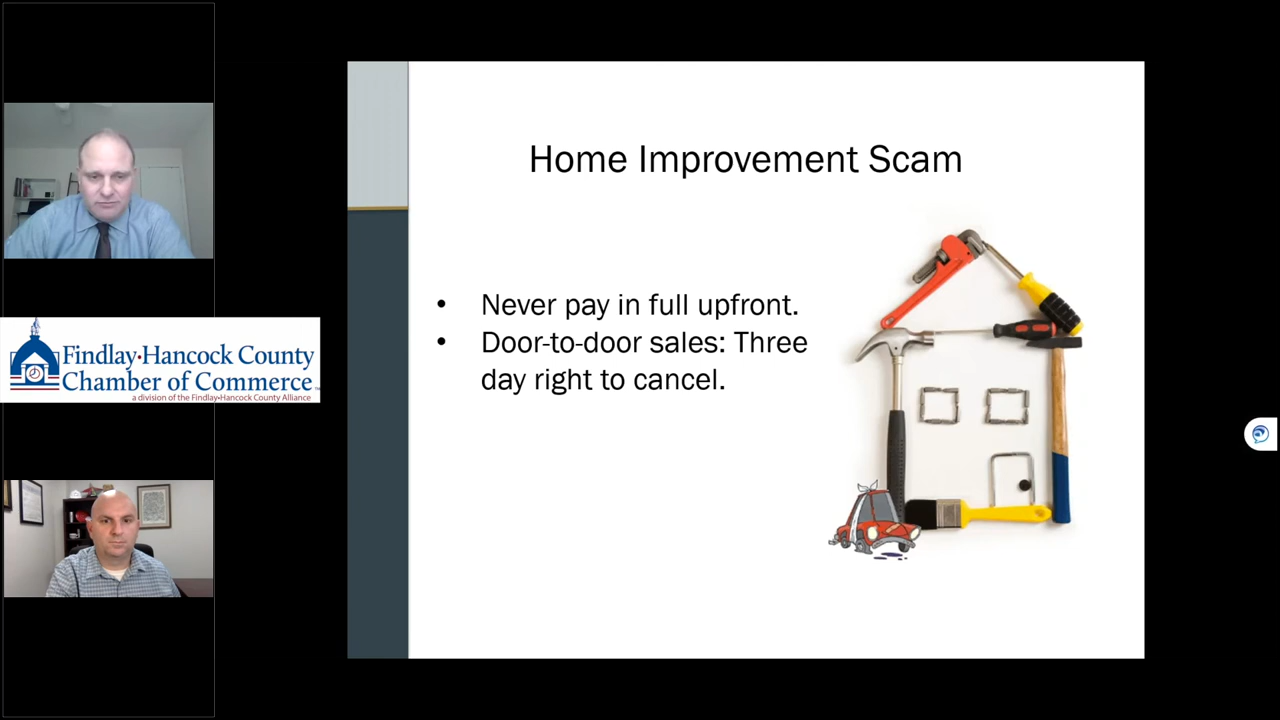 Home Improvement Scam
• Never pay in full upfront.
• Door-to-door sales: Three
day right to cancel.
Findlay•Hancock County
Chamber of Commerce
a division of the Findlay•Hancock County Alliance